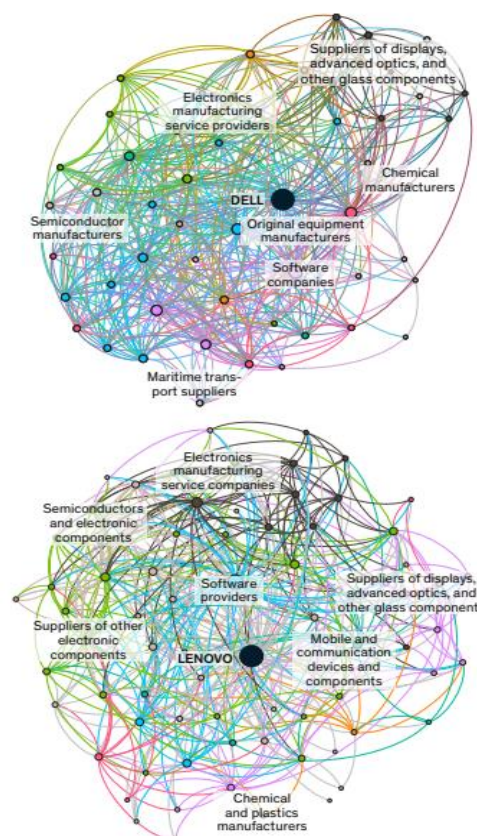 Suppliers of displays,
advanced optics, and
other glass components
Electronics
manufacturing
service providers
Chemical
manufacturers
DELL
Semiconductor
manufacturers
Original equipment
manufacturers
Software
companies
Maritime trans-
port suppliers
Electronics
manufacturing
service companies
Semiconductors
and electronic
components
Software
providers
Suppliers of displays,
advanced optics, and
other glass component
Suppliers of other
electronic
components
Mobile and
communication
devices and
components
LENOVO
Chemical
and plastics
manufacturers